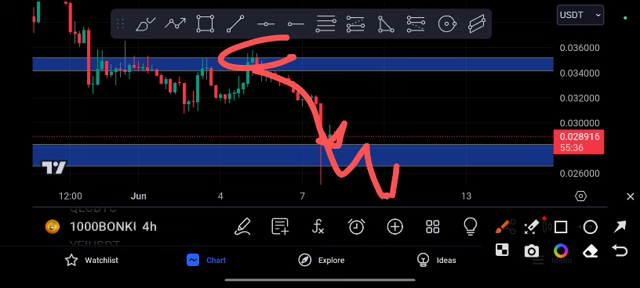 USDT
0.036000
0.034000
0.032000
0.030000
0.028916
55:36
0.026000
12:00 Jun 4 7 13
1000BONKU 4h
Watchlist Chart Explore Ideas